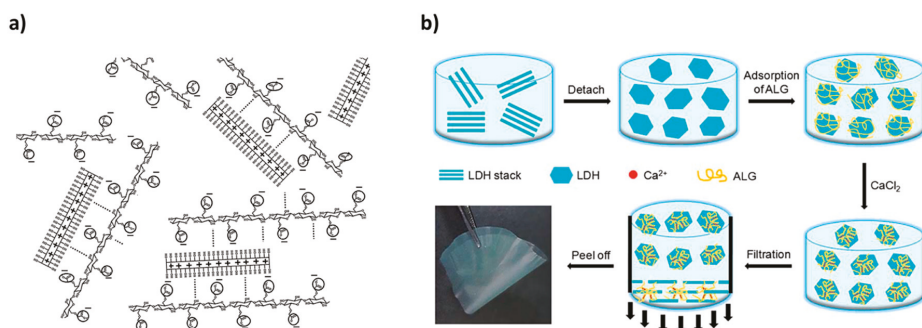 a)
b)
Detach
Adsorption
of ALG
LDH stack
LDH
Ca²⁺
ALG
CaCl₂
Peel off
Filtration